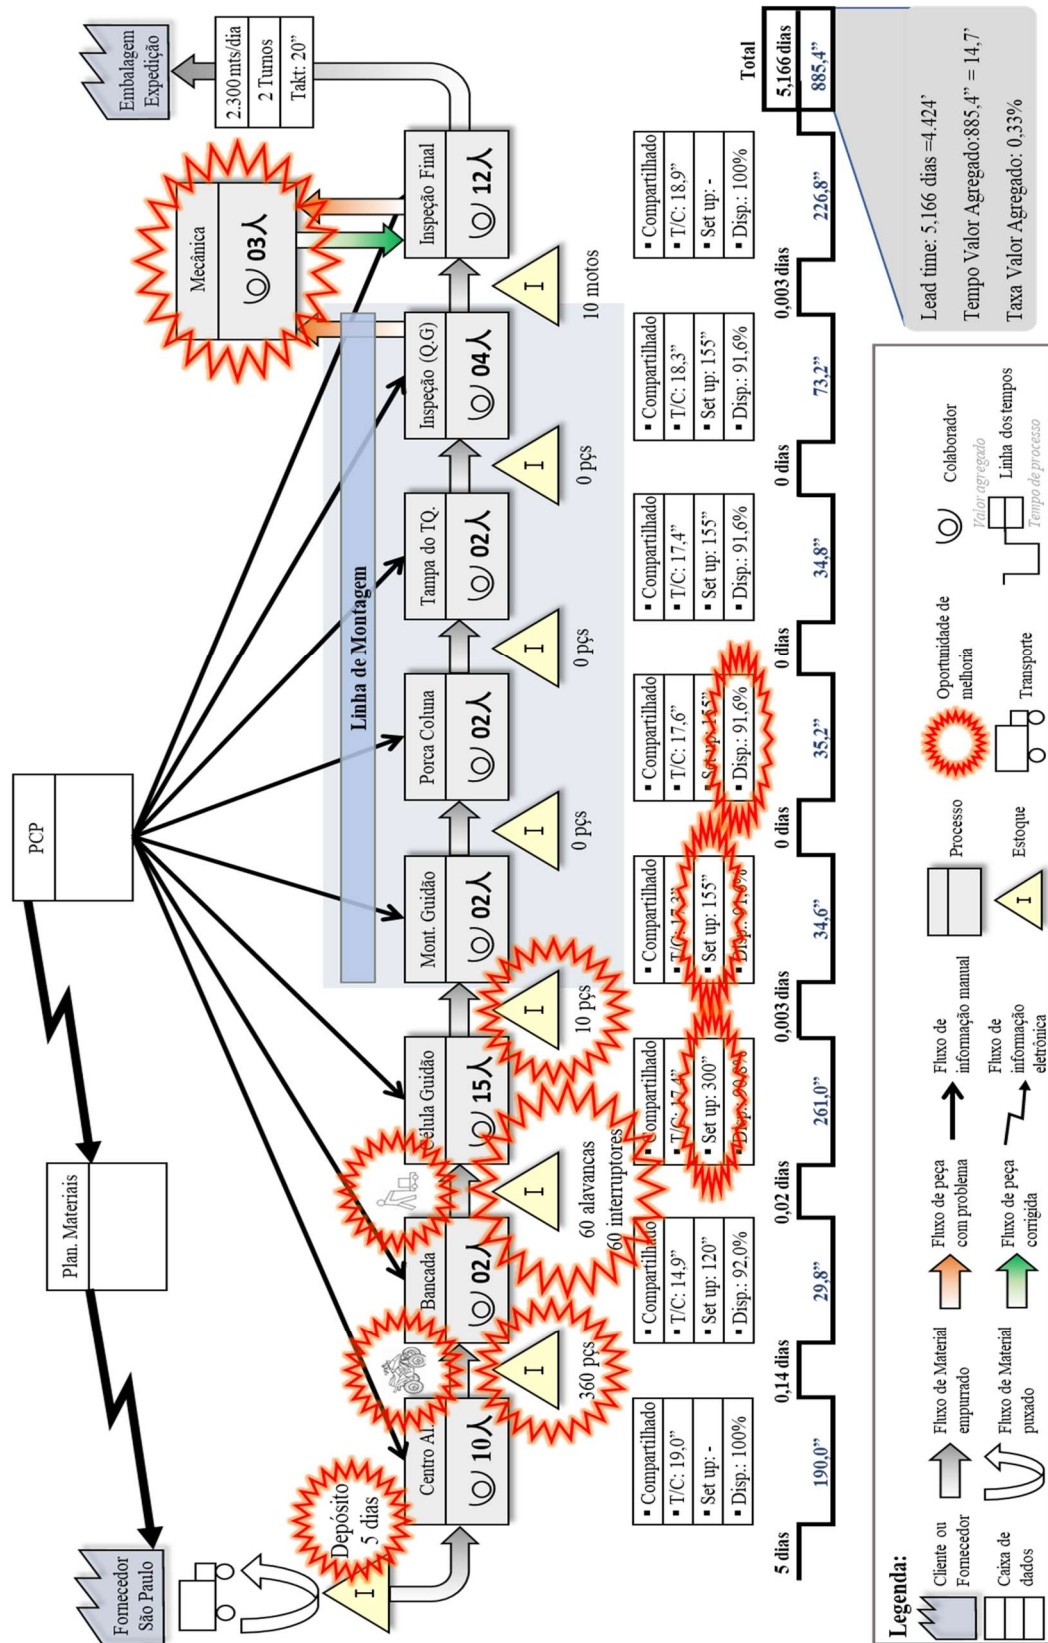 Fornecedor
São Paulo
Plan. Materiais
PCP
Embalagem
Expedição
2.300 mts/dia
2 Turnos
Takt: 20”
Mecânica
03
Linha de Montagem
Depósito
5 dias
I
Centro Al.
10
I
360 pçs
Bancada
02
I
60 alavancas
60 interruptores
Célula Guidão
15
I
10 pçs
Mont. Guidão
02
I
0 pçs
Porca Coluna
02
I
0 pçs
Tampa do TQ.
02
I
0 pçs
Inspeção (Q.G)
04
I
10 motos
Inspeção Final
12
▪ Compartilhado
▪ T/C: 19,0”
▪ Set up: -
▪ Disp.: 100%
▪ Compartilhado
▪ T/C: 14,9”
▪ Set up: 120”
▪ Disp.: 92,0%
▪ Compartilhado
▪ T/C: 17,4”
▪ Set up: 300”
▪ Compartilhado
▪ T/C: 17,3”
▪ Set up: 155”
▪ Disp.: 91,6%
▪ Compartilhado
▪ T/C: 17,6”
▪ Set up: 155”
▪ Disp.: 91,6%
▪ Compartilhado
▪ T/C: 17,4”
▪ Set up: 155”
▪ Disp.: 91,6%
▪ Compartilhado
▪ T/C: 18,3”
▪ Set up: 155”
▪ Disp.: 91,6%
▪ Compartilhado
▪ T/C: 18,9”
▪ Set up: -
▪ Disp.: 100%
5 dias
190,0”
0,14 dias
29,8”
0,02 dias
261,0”
0,003 dias
34,6”
0 dias
35,2”
0 dias
34,8”
0 dias
73,2”
0,003 dias
226,8”
Total
5,166 dias
885,4”
Lead time: 5,166 dias =4.424’
Tempo Valor Agregado:885,4” = 14,7’
Taxa Valor Agregado: 0,33%
Legenda:
Cliente ou
Fornecedor
Fluxo de Material
empurrado
Fluxo de peça
com problema
Fluxo de
informação manual
Processo
Oportunidade de
melhoria
Colaborador
Caixa de
dados
Fluxo de Material
puxado
Fluxo de peça
corrigida
Fluxo de
informação
eletrônica
I
Estoque
Transporte
Valor agregado
Linha dos tempos
Tempo de processo